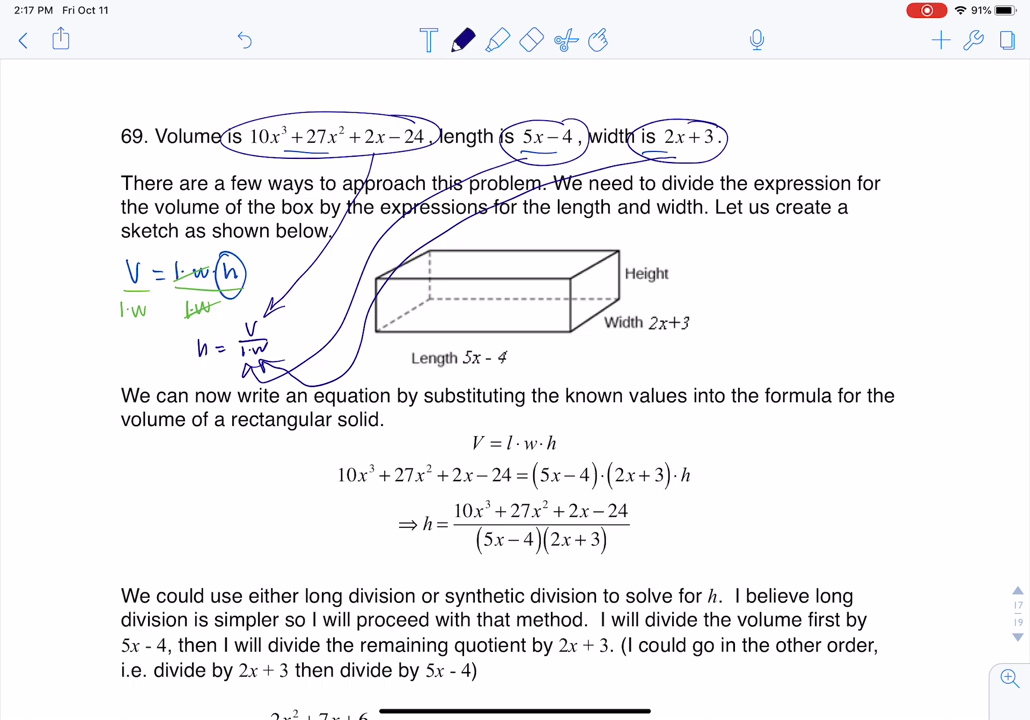 2:17 PM Fri Oct 11
91%
T
69. Volume is 10x³ + 27x² + 2x − 24, length is 5x − 4, width is 2x + 3.
There are a few ways to approach this problem. We need to divide the expression for
the volume of the box by the expressions for the length and width. Let us create a
sketch as shown below.
V = l·w·h
l·w l·w
h = V
l·w
Height
Width 2x+3
Length 5x - 4
We can now write an equation by substituting the known values into the formula for the
volume of a rectangular solid.
V = l · w · h
10x³ + 27x² + 2x − 24 = (5x − 4)·(2x + 3)·h
⇒ h = 10x³ + 27x² + 2x − 24
(5x − 4)(2x + 3)
We could use either long division or synthetic division to solve for h. I believe long
division is simpler so I will proceed with that method. I will divide the volume first by
5x - 4, then I will divide the remaining quotient by 2x + 3. (I could go in the other order,
i.e. divide by 2x + 3 then divide by 5x - 4)
2x² + 7x + 6
17
19